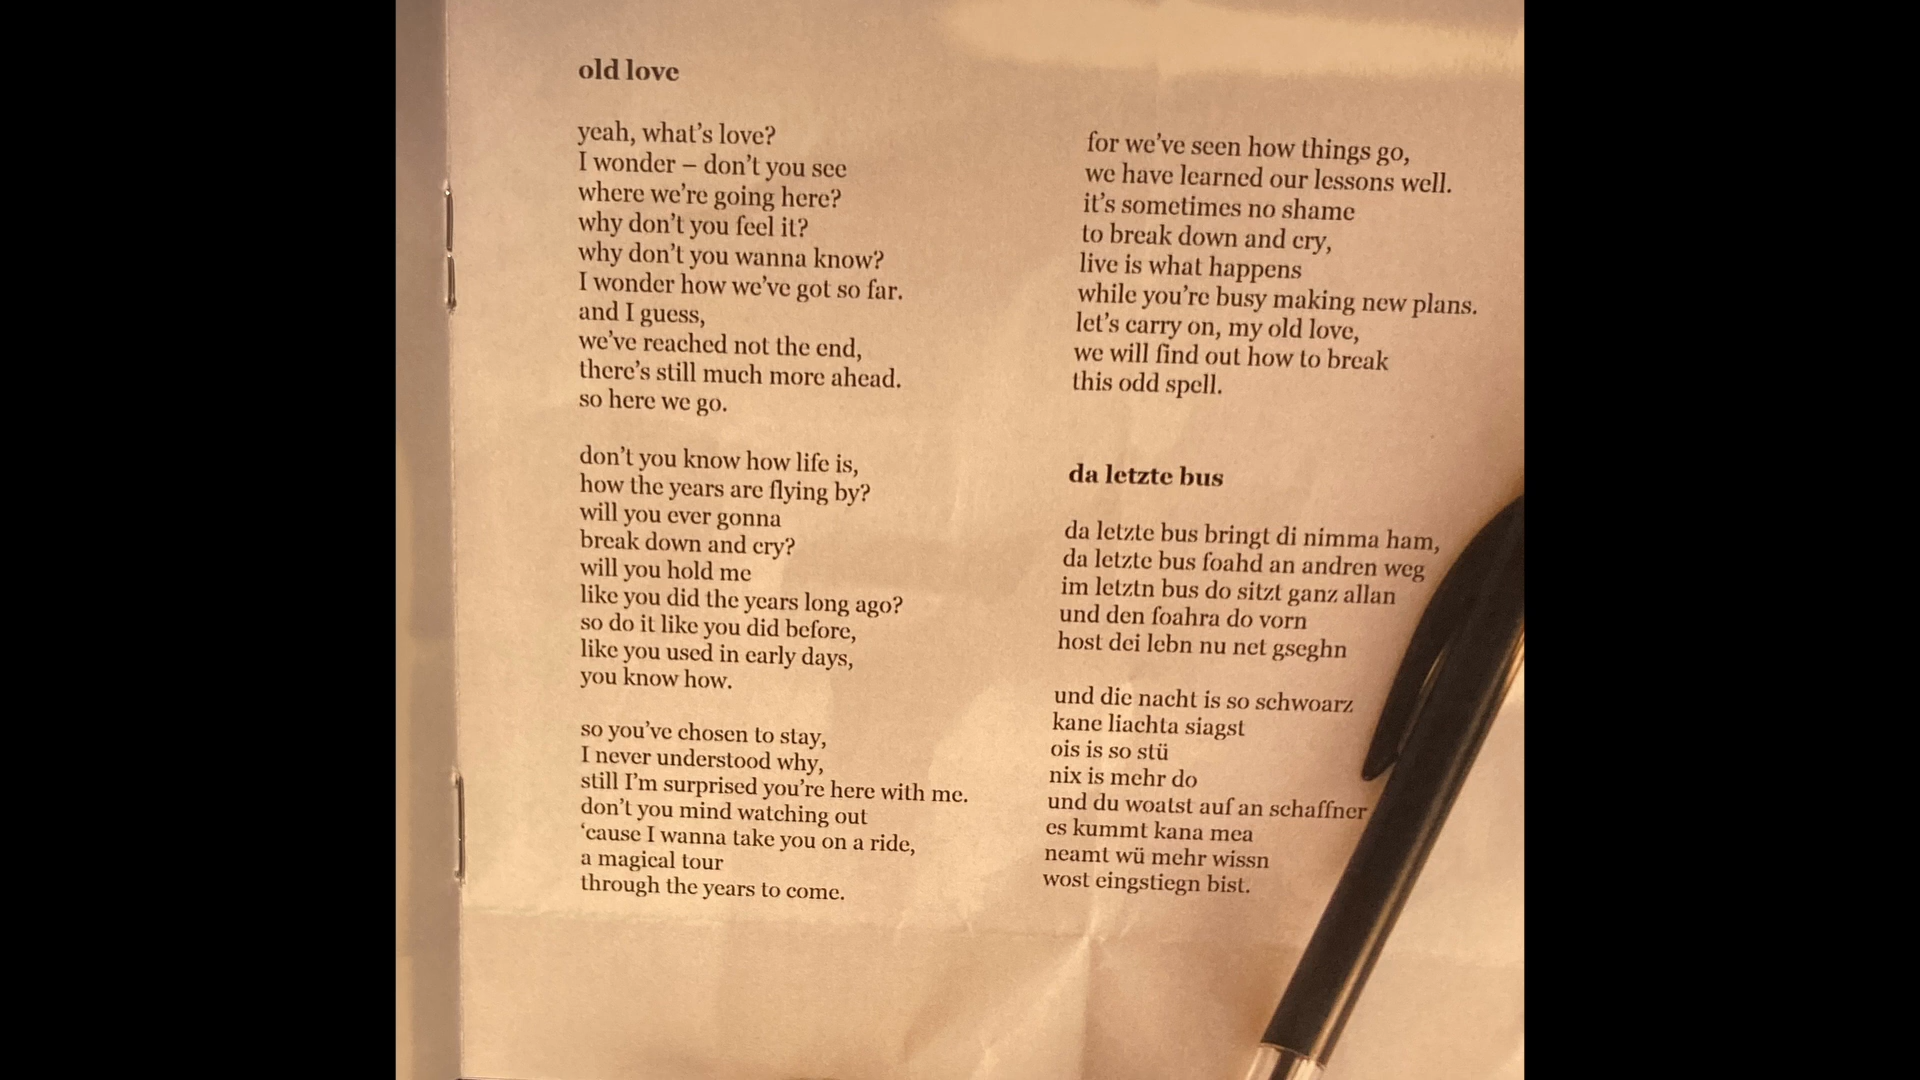 old love
yeah, what's love?
I wonder – don't you see
where we're going here?
why don't you feel it?
why don't you wanna know?
I wonder how we've got so far.
and I guess,
we've reached not the end,
there's still much more ahead.
so here we go.
don't you know how life is,
how the years are flying by?
will you ever gonna
break down and cry?
will you hold me
like you did the years long ago?
so do it like you did before,
like you used in early days,
you know how.
so you've chosen to stay,
I never understood why,
still I'm surprised you're here with me.
don't you mind watching out
‘cause I wanna take you on a ride,
a magical tour
through the years to come.
for we've seen how things go,
we have learned our lessons well.
it's sometimes no shame
to break down and cry,
live is what happens
while you're busy making new plans.
let's carry on, my old love,
we will find out how to break
this odd spell.
da letzte bus
da letzte bus bringt di nimma ham,
da letzte bus foahd an andren weg
im letztn bus do sitzt ganz allan
und den foahra do vorn
host dei lebn nu net gseghn
und die nacht is so schwoarz
kane liachta siagst
ois is so stü
nix is mehr do
und du woatst auf an schaffner
es kummt kana mea
neamt wü mehr wissn
wost eingstiegn bist.